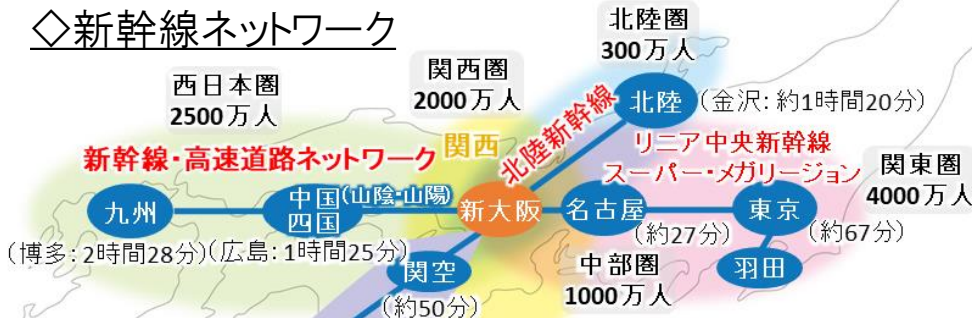 ◇新幹線ネットワーク
北陸圏
300万人
関西圏
2000万人
西日本圏
2500万人
北陸
(金沢：約1時間20分)
北陸新幹線
関西
リニア中央新幹線
スーパー・メガリージョン
新幹線・高速道路ネットワーク
関東圏
4000万人
九州
中国(山陰・山陽)
四国
新大阪
名古屋
東京
(博多：2時間28分)
(広島：1時間25分)
(約27分)
(約67分)
関空
中部圏
1000万人
羽田
(約50分)